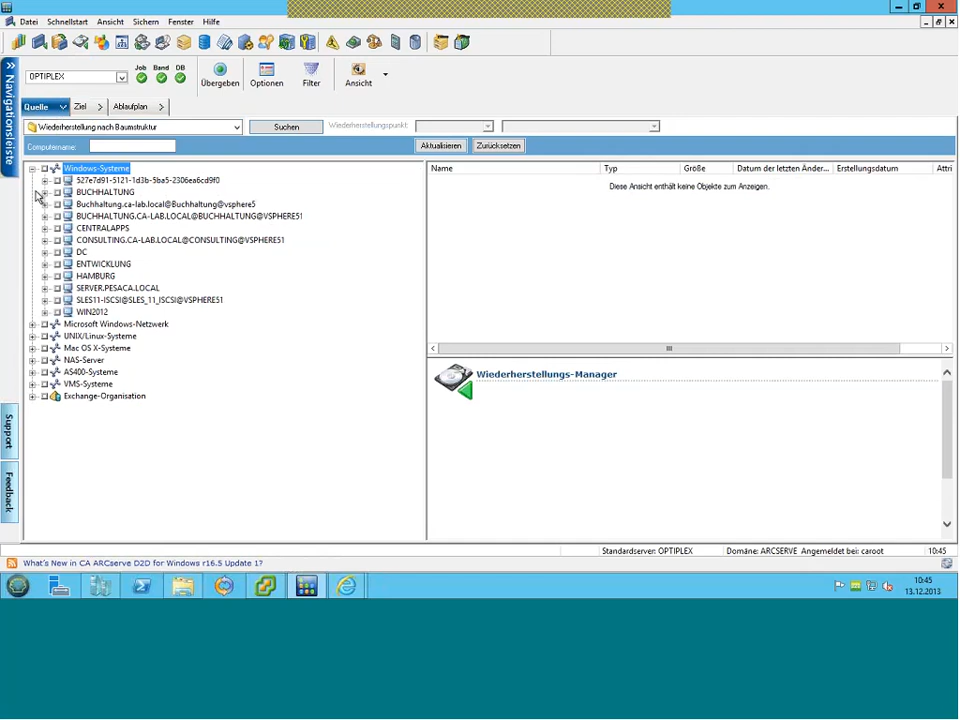 Datei Schnellstart Ansicht Sichern Fenster Hilfe
Job Band DB
OPTIPLEX
Übergeben Optionen Filter Ansicht
Quelle Ziel Ablaufplan
Wiederherstellung nach Baumstruktur Suchen Wiederherstellungspunkt:
Computername: Aktualisieren Zurücksetzen
Navigationsleiste
Support
Feedback
Windows-Systeme
527e7d91-5121-1d3b-5ba5-2306ea6cd9f0
BUCHHALTUNG
Buchhaltung.ca-lab.local@Buchhaltung@vsphere5
BUCHHALTUNG.CA-LAB.LOCAL@BUCHHALTUNG@VSPHERE51
CENTRALAPPS
CONSULTING.CA-LAB.LOCAL@CONSULTING@VSPHERE51
DC
ENTWICKLUNG
HAMBURG
SERVER.PESACA.LOCAL
SLES11-ISCSI@SLES_11_ISCSI@VSPHERE51
WIN2012
Microsoft Windows-Netzwerk
UNIX/Linux-Systeme
Mac OS X-Systeme
NAS-Server
AS400-Systeme
VMS-Systeme
Exchange-Organisation
Name Typ Größe Datum der letzten Änder... Erstellungsdatum Attri
Diese Ansicht enthält keine Objekte zum Anzeigen.
Wiederherstellungs-Manager
Standardserver: OPTIPLEX Domäne: ARCSERVE Angemeldet bei: caroot 10:45
What's New in CA ARCserve D2D for Windows r16.5 Update 1?
10:45
13.12.2013